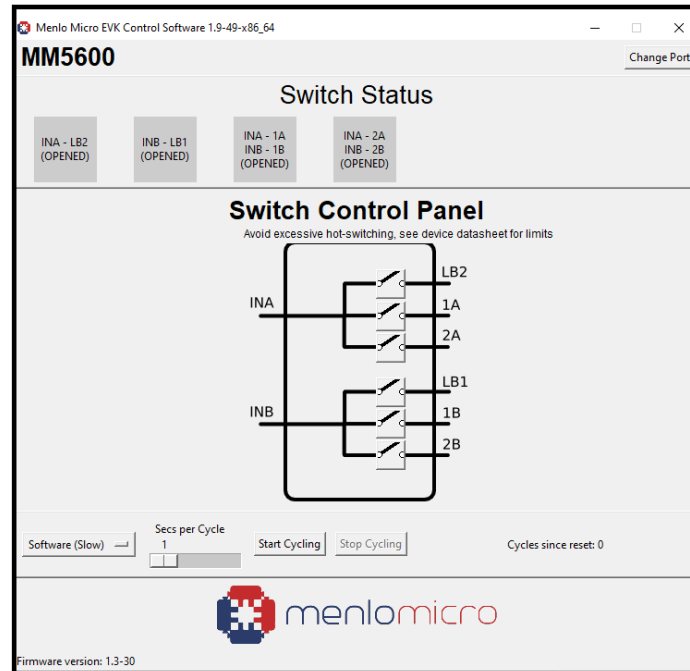 Menlo Micro EVK Control Software 1.9-49-x86_64
MM5600
Change Port
Switch Status
INA - LB2
(OPENED)
INB - LB1
(OPENED)
INA - 1A
INB - 1B
(OPENED)
INA - 2A
INB - 2B
(OPENED)
Switch Control Panel
Avoid excessive hot-switching, see device datasheet for limits
INA
LB2
1A
2A
INB
LB1
1B
2B
Software (Slow)
Secs per Cycle
1
Start Cycling
Stop Cycling
Cycles since reset: 0
menlomicro
Firmware version: 1.3-30